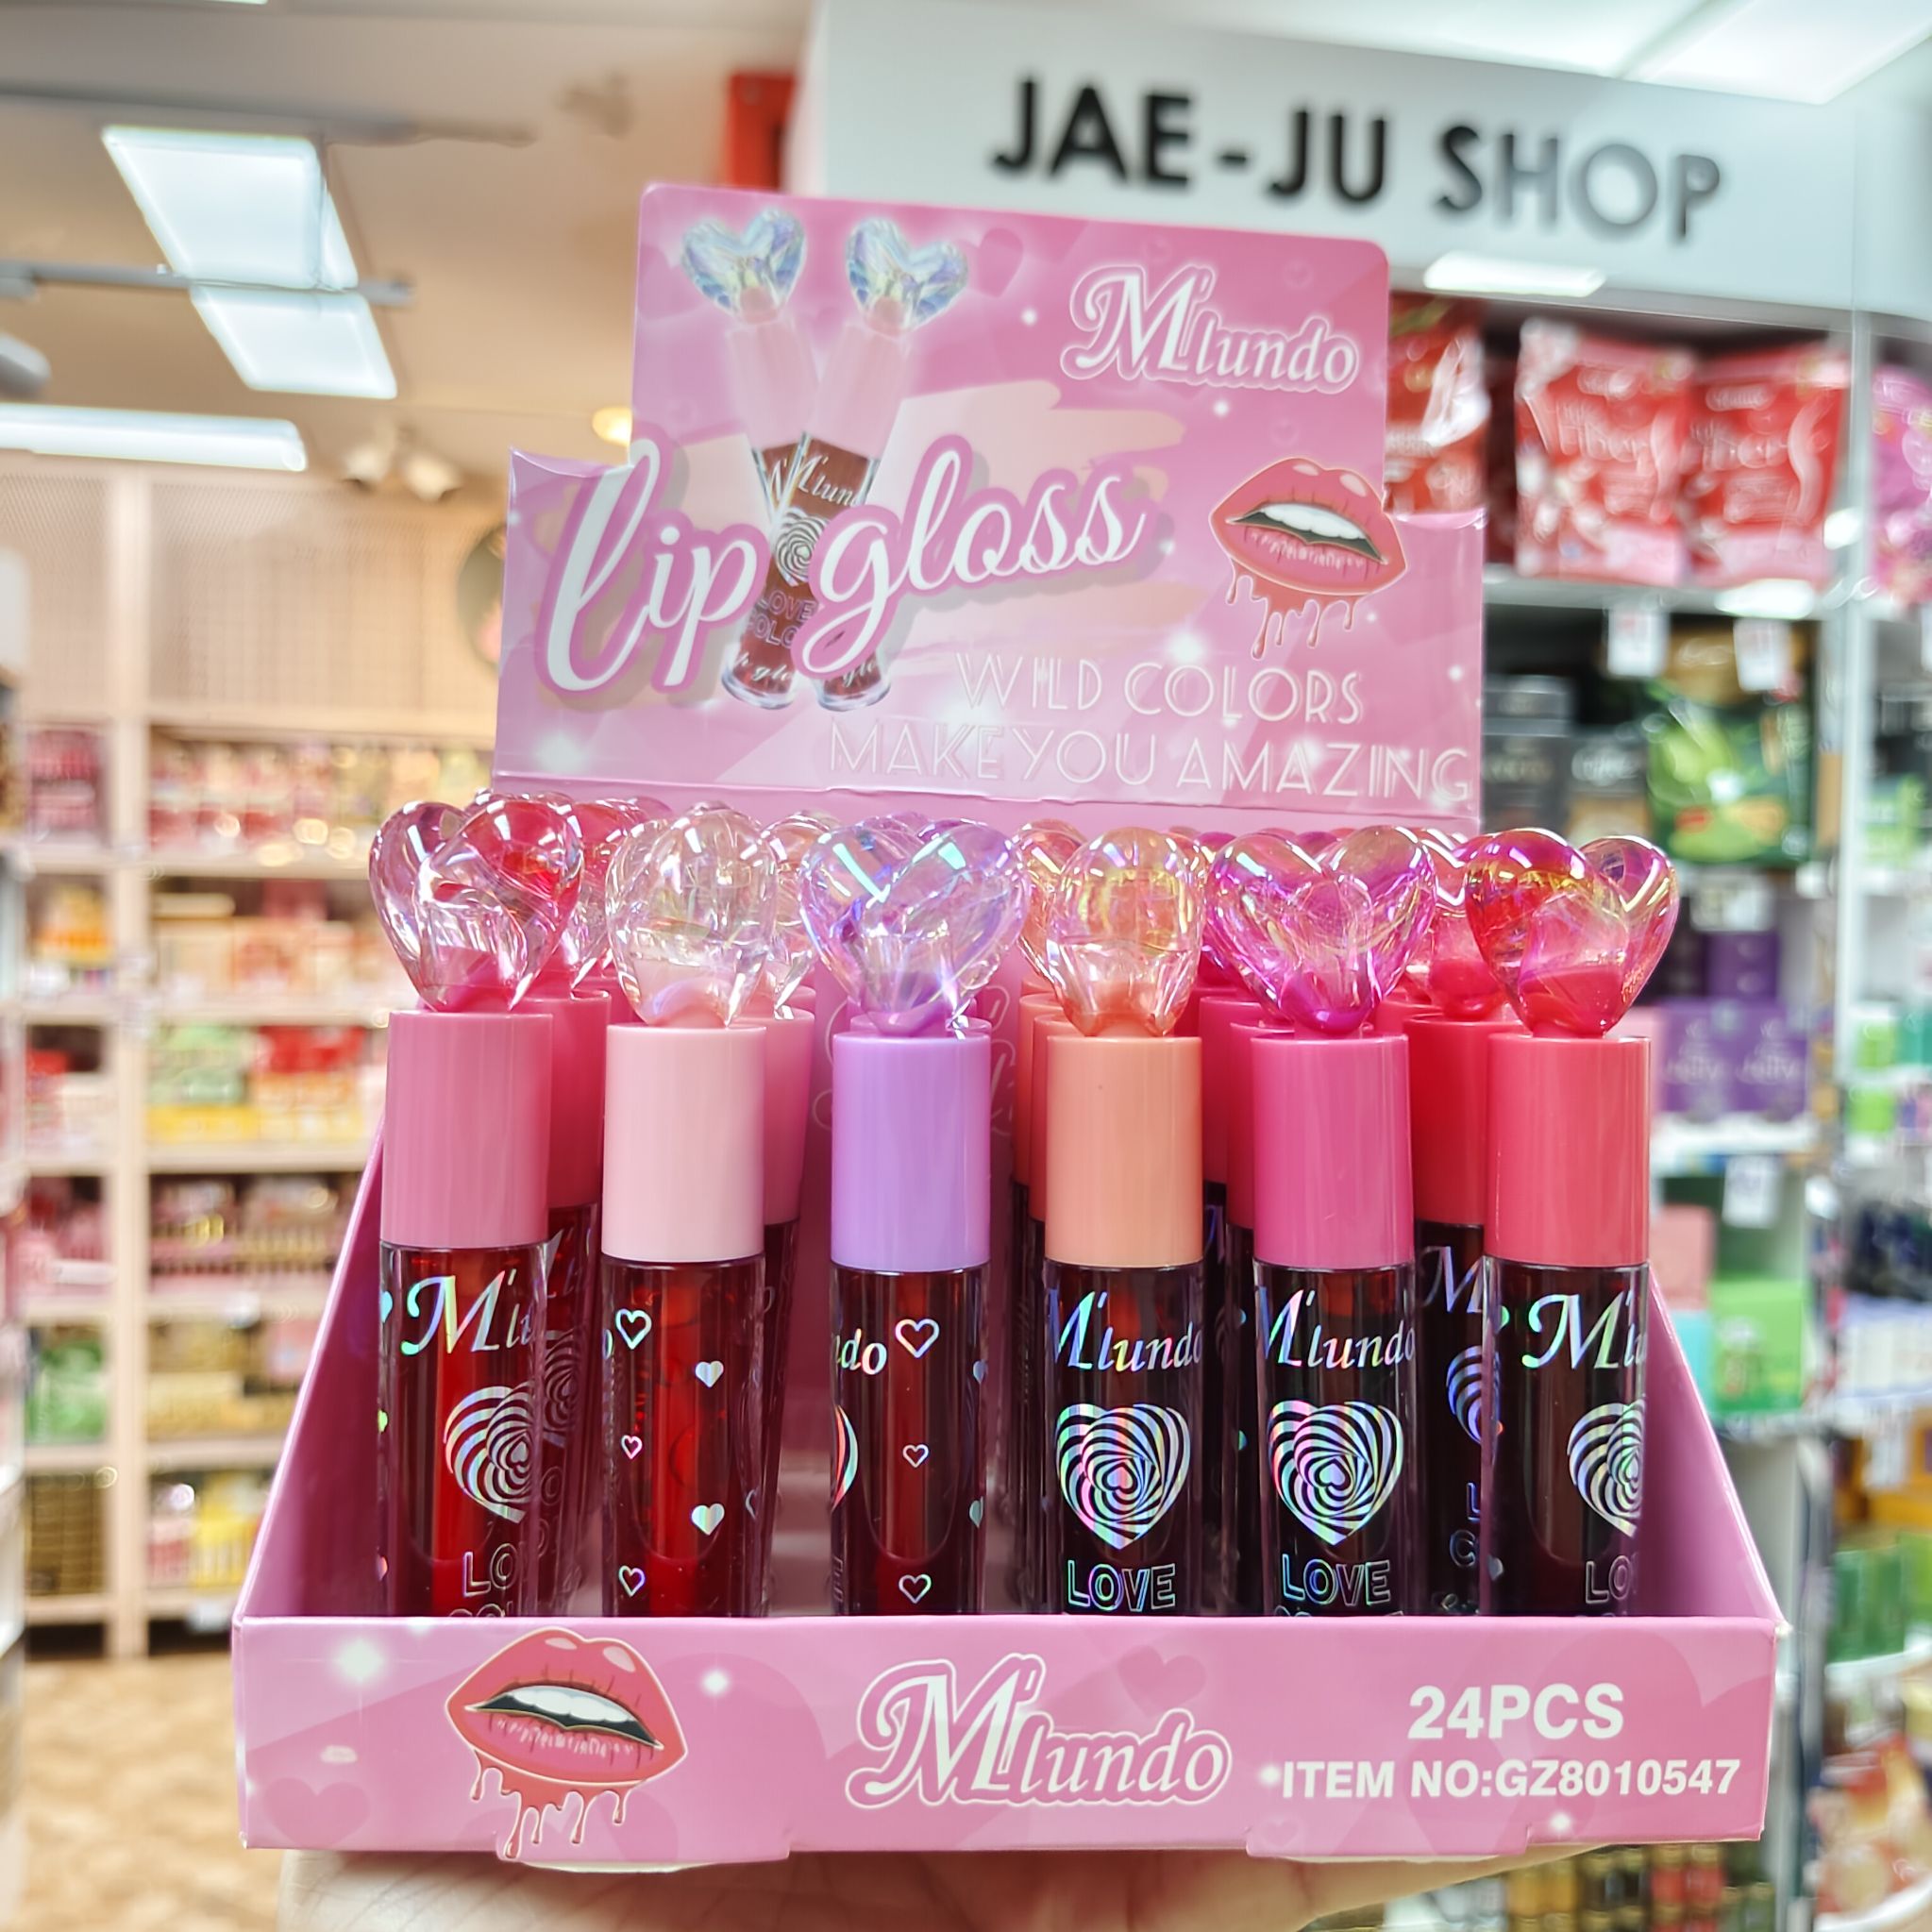 JAE-JU SHOP
M'lundo
Lip gloss
WILD COLORS
MAKE YOU AMAZING
M'lundo
M'lundo
LOVE
LOVE
M'lundo
24PCS
ITEM NO:GZ8010547